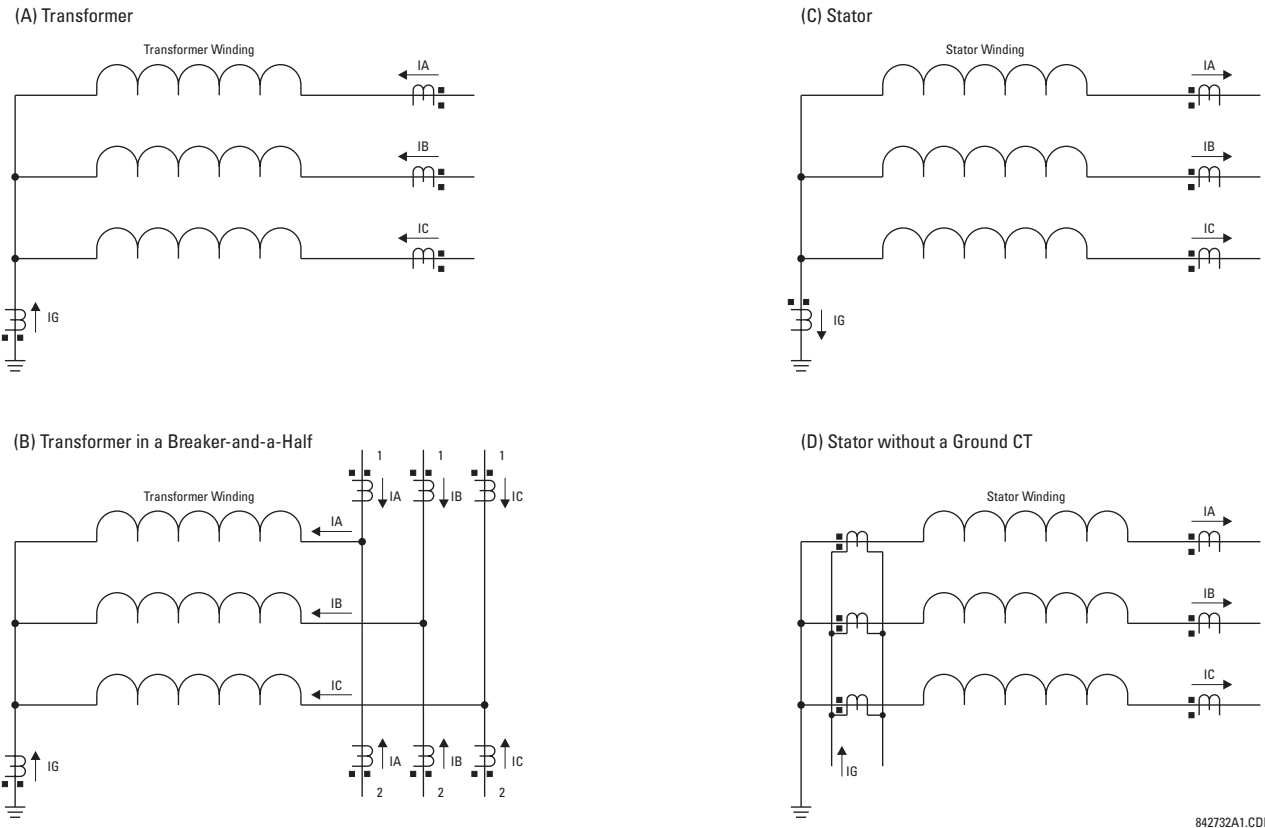 (A) Transformer
Transformer Winding
IA
IB
IC
IG
(C) Stator
Stator Winding
IA
IB
IC
IG
(B) Transformer in a Breaker-and-a-Half
1 1 1
Transformer Winding
IA IB IC
IA
IB
IC
IG
IA IB IC
2 2 2
(D) Stator without a Ground CT
Stator Winding
IA
IB
IC
IG
842732A1.CDR